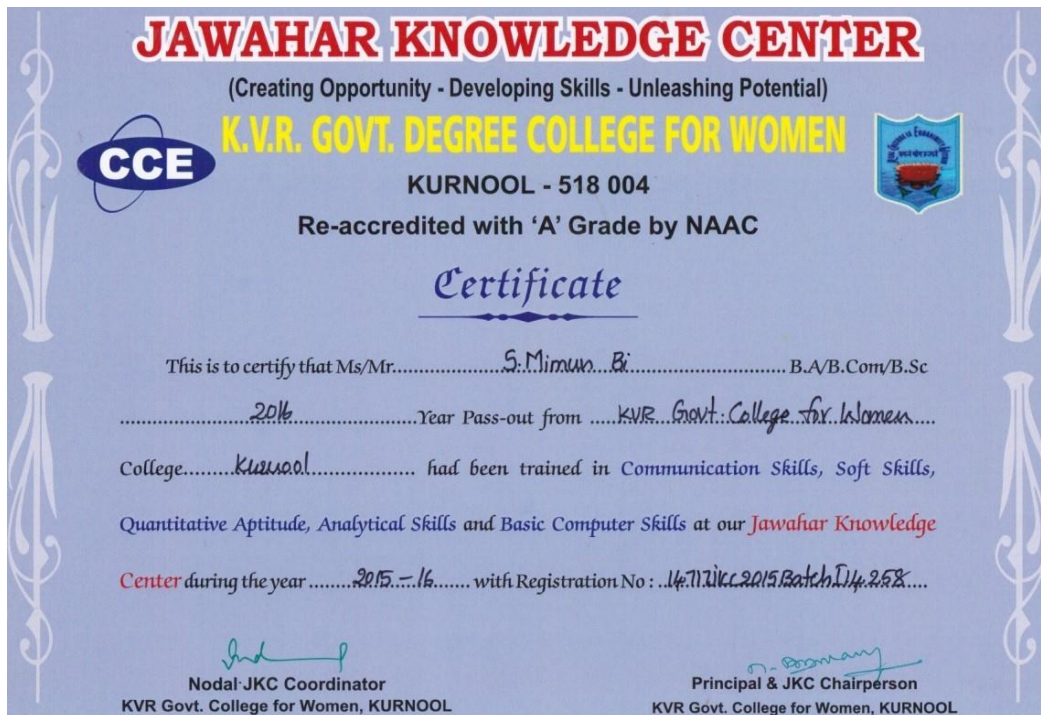 JAWAHAR KNOWLEDGE CENTER
(Creating Opportunity - Developing Skills - Unleashing Potential)
CCE
K.V.R. GOVT. DEGREE COLLEGE FOR WOMEN
KURNOOL - 518 004
Re-accredited with ‘A’ Grade by NAAC
Certificate
This is to certify that Ms/Mr. S. Mimun Bi B.A/B.Com/B.Sc
2016 Year Pass-out from KVR Govt. College for Women
College Kurnool had been trained in Communication Skills, Soft Skills,
Quantitative Aptitude, Analytical Skills and Basic Computer Skills at our Jawahar Knowledge
Center during the year 2015-16 with Registration No :
Nodal JKC Coordinator
KVR Govt. College for Women, KURNOOL
Principal & JKC Chairperson
KVR Govt. College for Women, KURNOOL